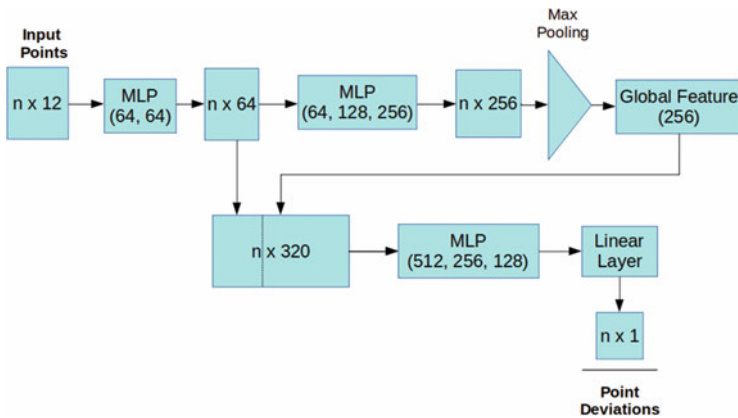 Input
Points
n x 12
MLP
(64, 64)
n x 64
MLP
(64, 128, 256)
n x 256
Max
Pooling
Global Feature
(256)
n x 320
MLP
(512, 256, 128)
Linear
Layer
n x 1
Point
Deviations